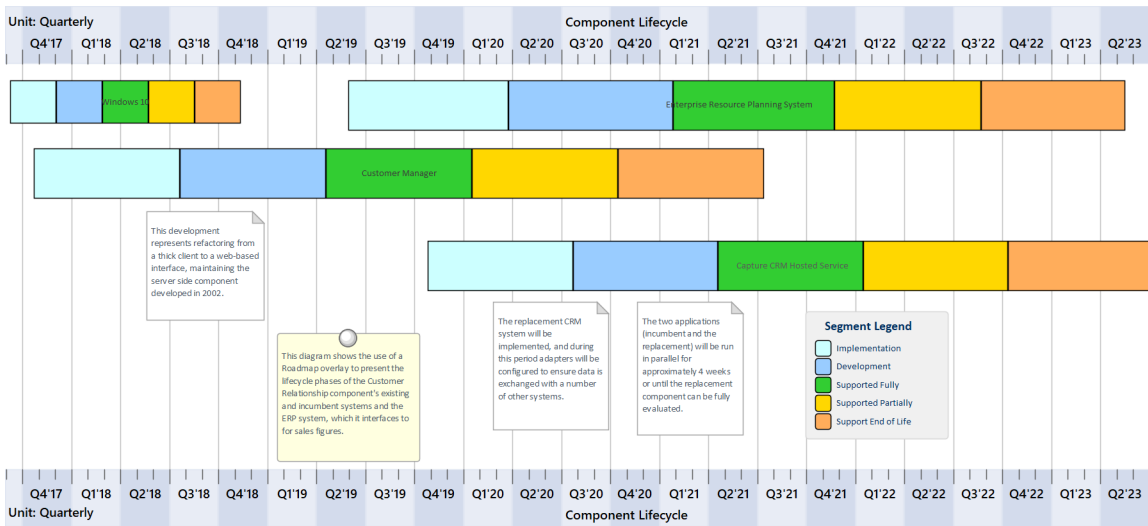 Unit: Quarterly
Component Lifecycle
Q4'17 Q1'18 Q2'18 Q3'18 Q4'18 Q1'19 Q2'19 Q3'19 Q4'19 Q1'20 Q2'20 Q3'20 Q4'20 Q1'21 Q2'21 Q3'21 Q4'21 Q1'22 Q2'22 Q3'22 Q4'22 Q1'23 Q2'23
Windows 10
Enterprise Resource Planning System
Customer Manager
Capture CRM Hosted Service
This development
represents refactoring from
a thick client to a web-based
interface, maintaining the
server side component
developed in 2002.
This diagram shows the use of a
Roadmap overlay to present the
lifecycle phases of the Customer
Relationship component's existing
and incumbent systems and the
ERP system, which it interfaces to
for sales figures.
The replacement CRM
system will be
implemented, and during
this period adapters will be
configured to ensure data is
exchanged with a number
of other systems.
The two applications
(incumbent and the
replacement) will be run
in parallel for
approximately 4 weeks
or until the replacement
component can be fully
evaluated.
Segment Legend
Implementation
Development
Supported Fully
Supported Partially
Support End of Life
Q4'17 Q1'18 Q2'18 Q3'18 Q4'18 Q1'19 Q2'19 Q3'19 Q4'19 Q1'20 Q2'20 Q3'20 Q4'20 Q1'21 Q2'21 Q3'21 Q4'21 Q1'22 Q2'22 Q3'22 Q4'22 Q1'23 Q2'23
Unit: Quarterly
Component Lifecycle